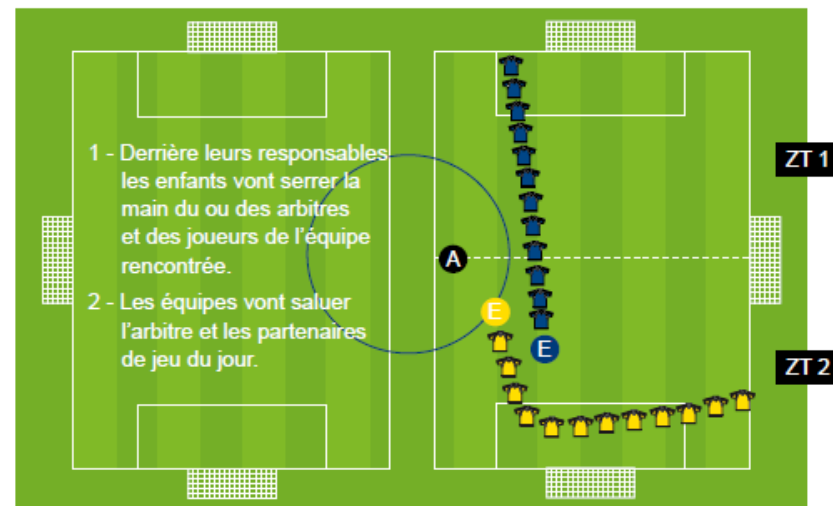 1 - Derrière leurs responsables
les enfants vont serrer la
main du ou des arbitres
et des joueurs de l'équipe
rencontrée.
2 - Les équipes vont saluer
l'arbitre et les partenaires
de jeu du jour.
A
E
E
ZT 1
ZT 2